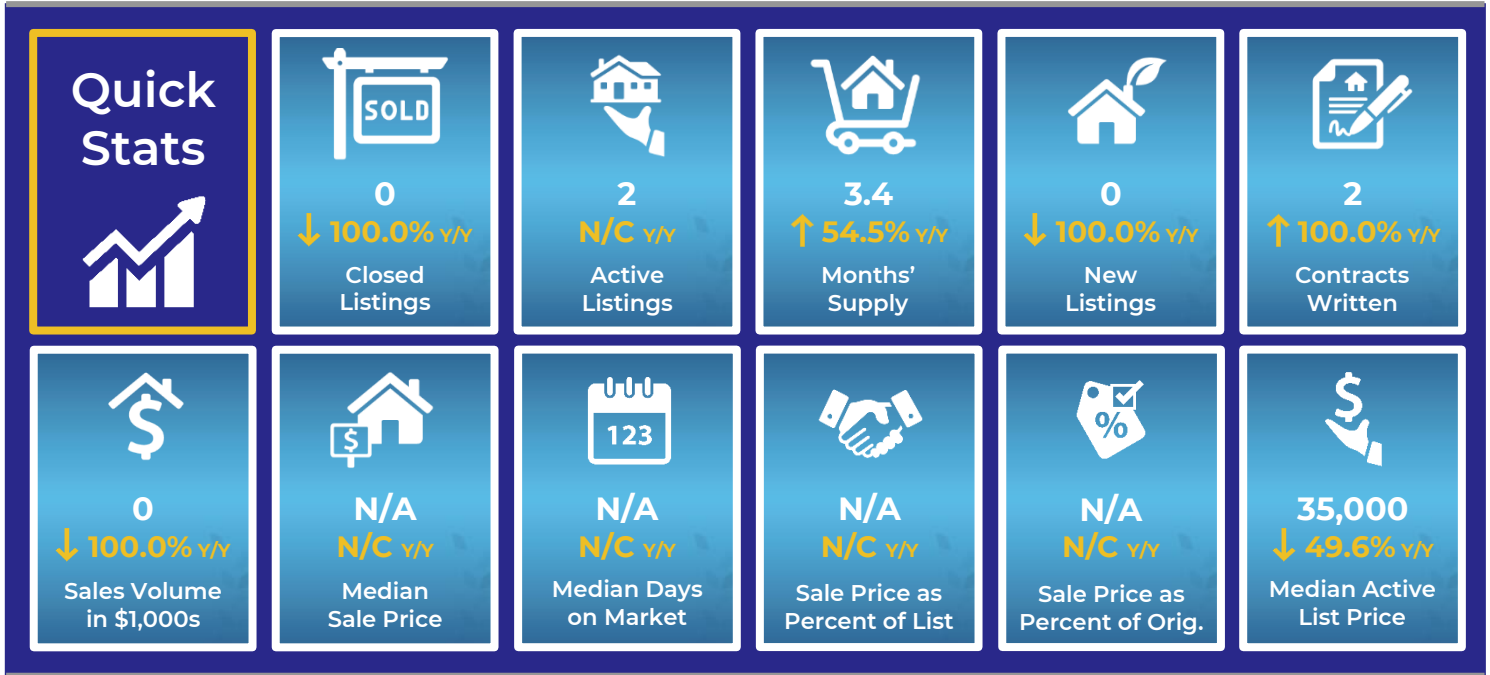 Quick
Stats
SOLD
0
↓ 100.0% Y/Y
Closed
Listings
2
N/C Y/Y
Active
Listings
3.4
↑ 54.5% Y/Y
Months’
Supply
0
↓ 100.0% Y/Y
New
Listings
2
↑ 100.0% Y/Y
Contracts
Written
$
0
↓ 100.0% Y/Y
Sales Volume
in $1,000s
$
N/A
N/C Y/Y
Median
Sale Price
123
N/A
N/C Y/Y
Median Days
on Market
N/A
N/C Y/Y
Sale Price as
Percent of List
%
N/A
N/C Y/Y
Sale Price as
Percent of Orig.
$
35,000
↓ 49.6% Y/Y
Median Active
List Price